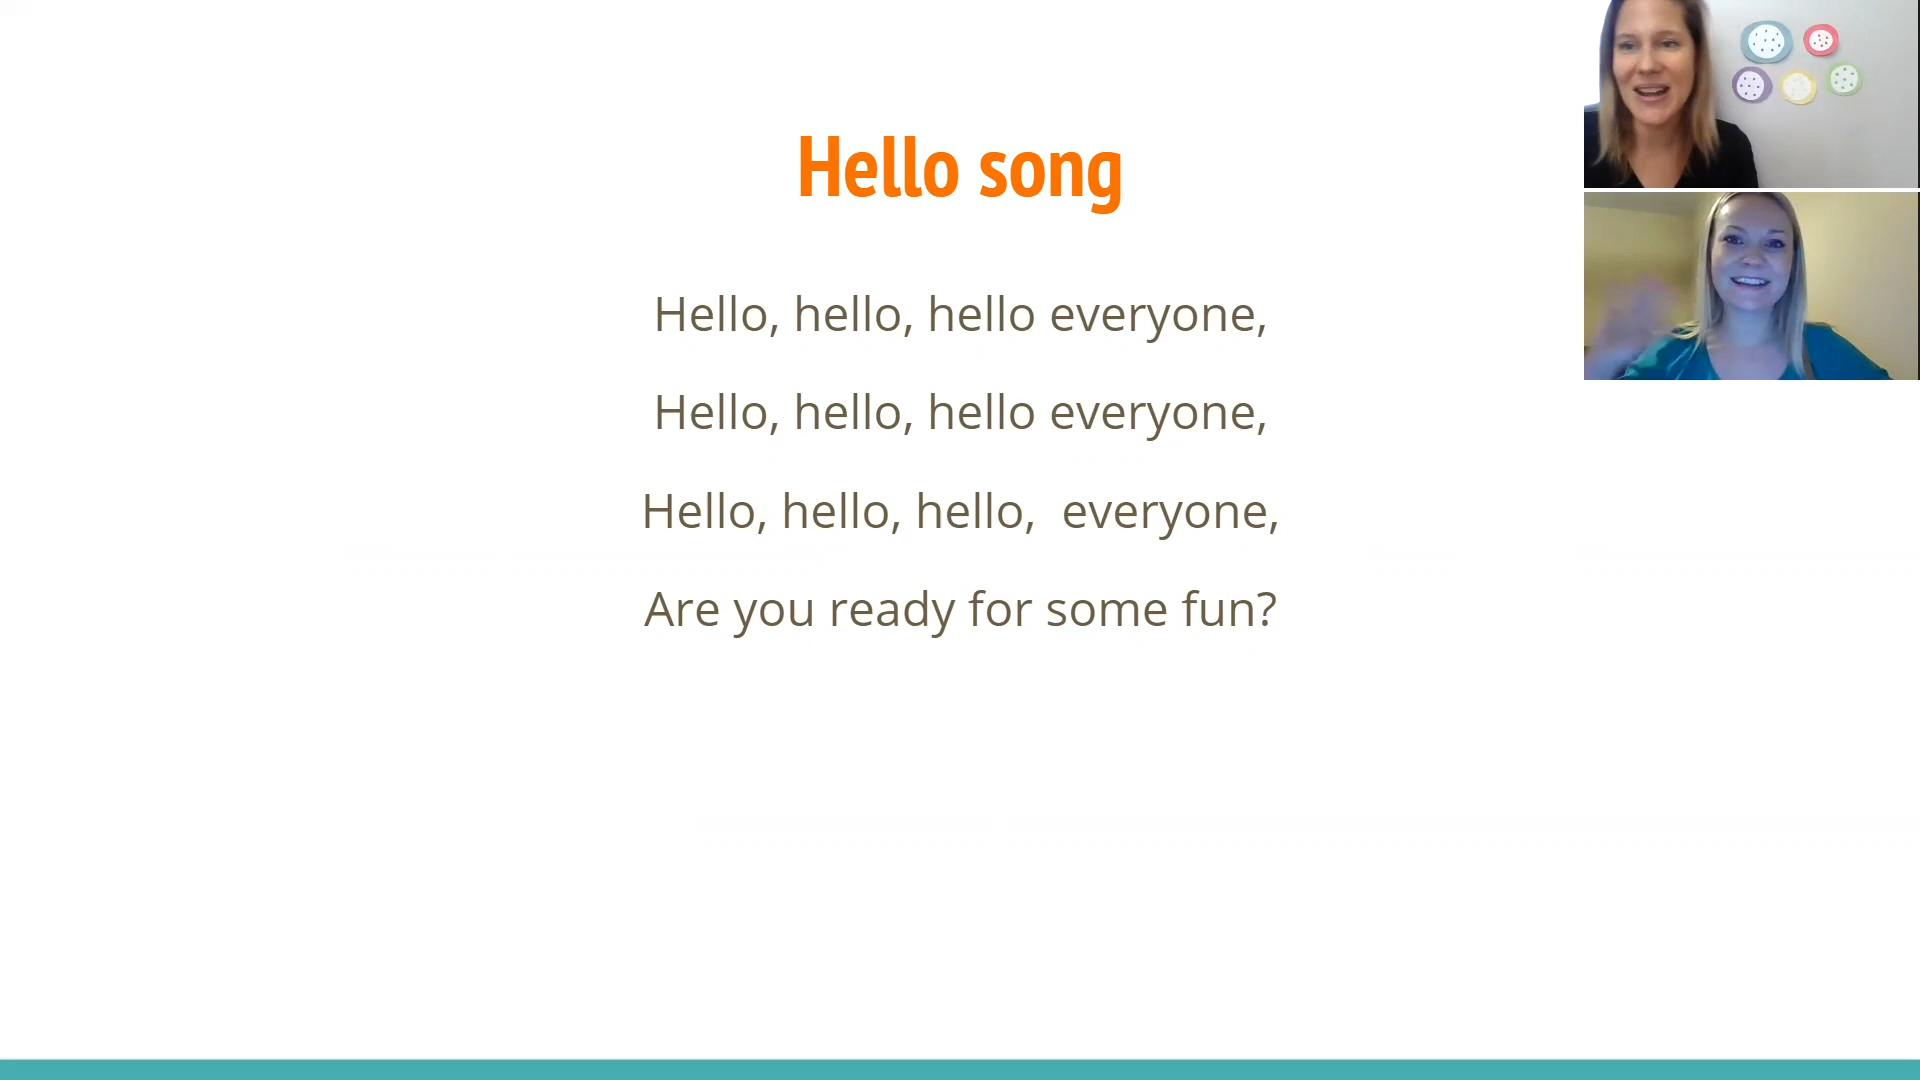 Hello song
Hello, hello, hello everyone,
Hello, hello, hello everyone,
Hello, hello, hello,  everyone,
Are you ready for some fun?